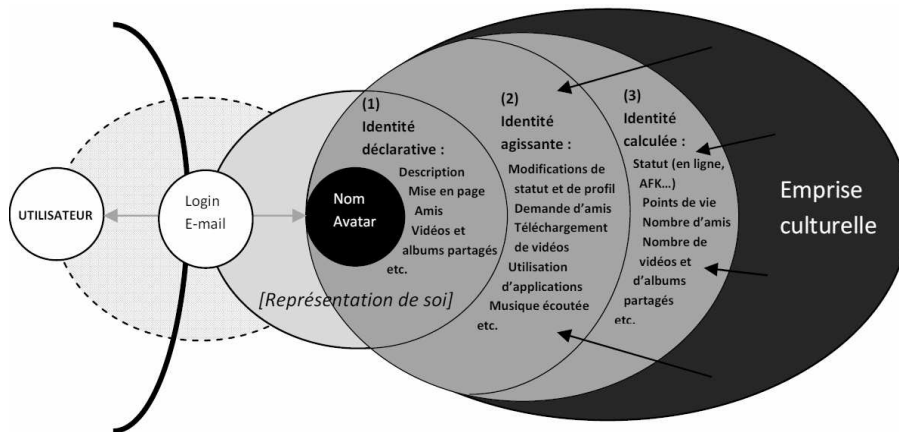 UTILISATEUR
Login
E-mail
Nom
Avatar
[Représentation de soi]
(1)
Identité
déclarative :
Description
Mise en page
Amis
Vidéos et
albums partagés
etc.
(2)
Identité
agissante :
Modifications de
statut et de profil
Demande d'amis
Téléchargement
de vidéos
Utilisation
d'applications
Musique écoutée
etc.
(3)
Identité
calculée :
Statut (en ligne,
AFK...)
Points de vie
Nombre d'amis
Nombre de
vidéos et
d'albums
partagés
etc.
Emprise
culturelle